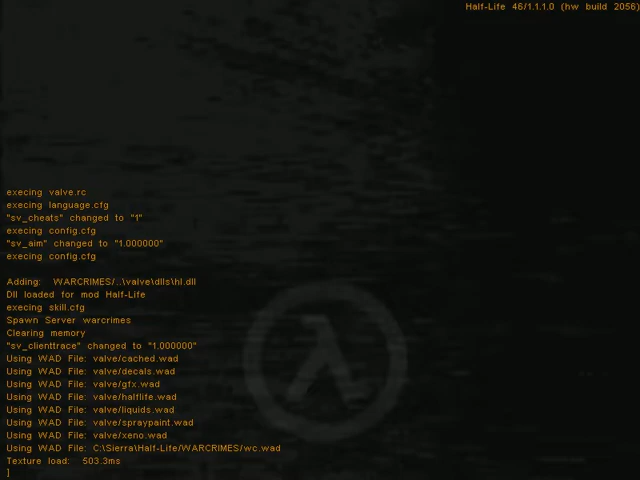 Half-Life 46/1.1.1.0 (hw build 2056)
execing valve.rc
execing language.cfg
"sv_cheats" changed to "1"
execing config.cfg
"sv_aim" changed to "1.000000"
execing config.cfg
Adding: WARCRIMES/..\valve\dlls\hl.dll
Dll loaded for mod Half-Life
execing skill.cfg
Spawn Server warcrimes
Clearing memory
"sv_clienttrace" changed to "1.000000"
Using WAD File: valve/cached.wad
Using WAD File: valve/decals.wad
Using WAD File: valve/gfx.wad
Using WAD File: valve/halflife.wad
Using WAD File: valve/liquids.wad
Using WAD File: valve/spraypaint.wad
Using WAD File: valve/xeno.wad
Using WAD File: C:\Sierra\Half-Life/WARCRIMES/wc.wad
Texture load: 503.3ms
]